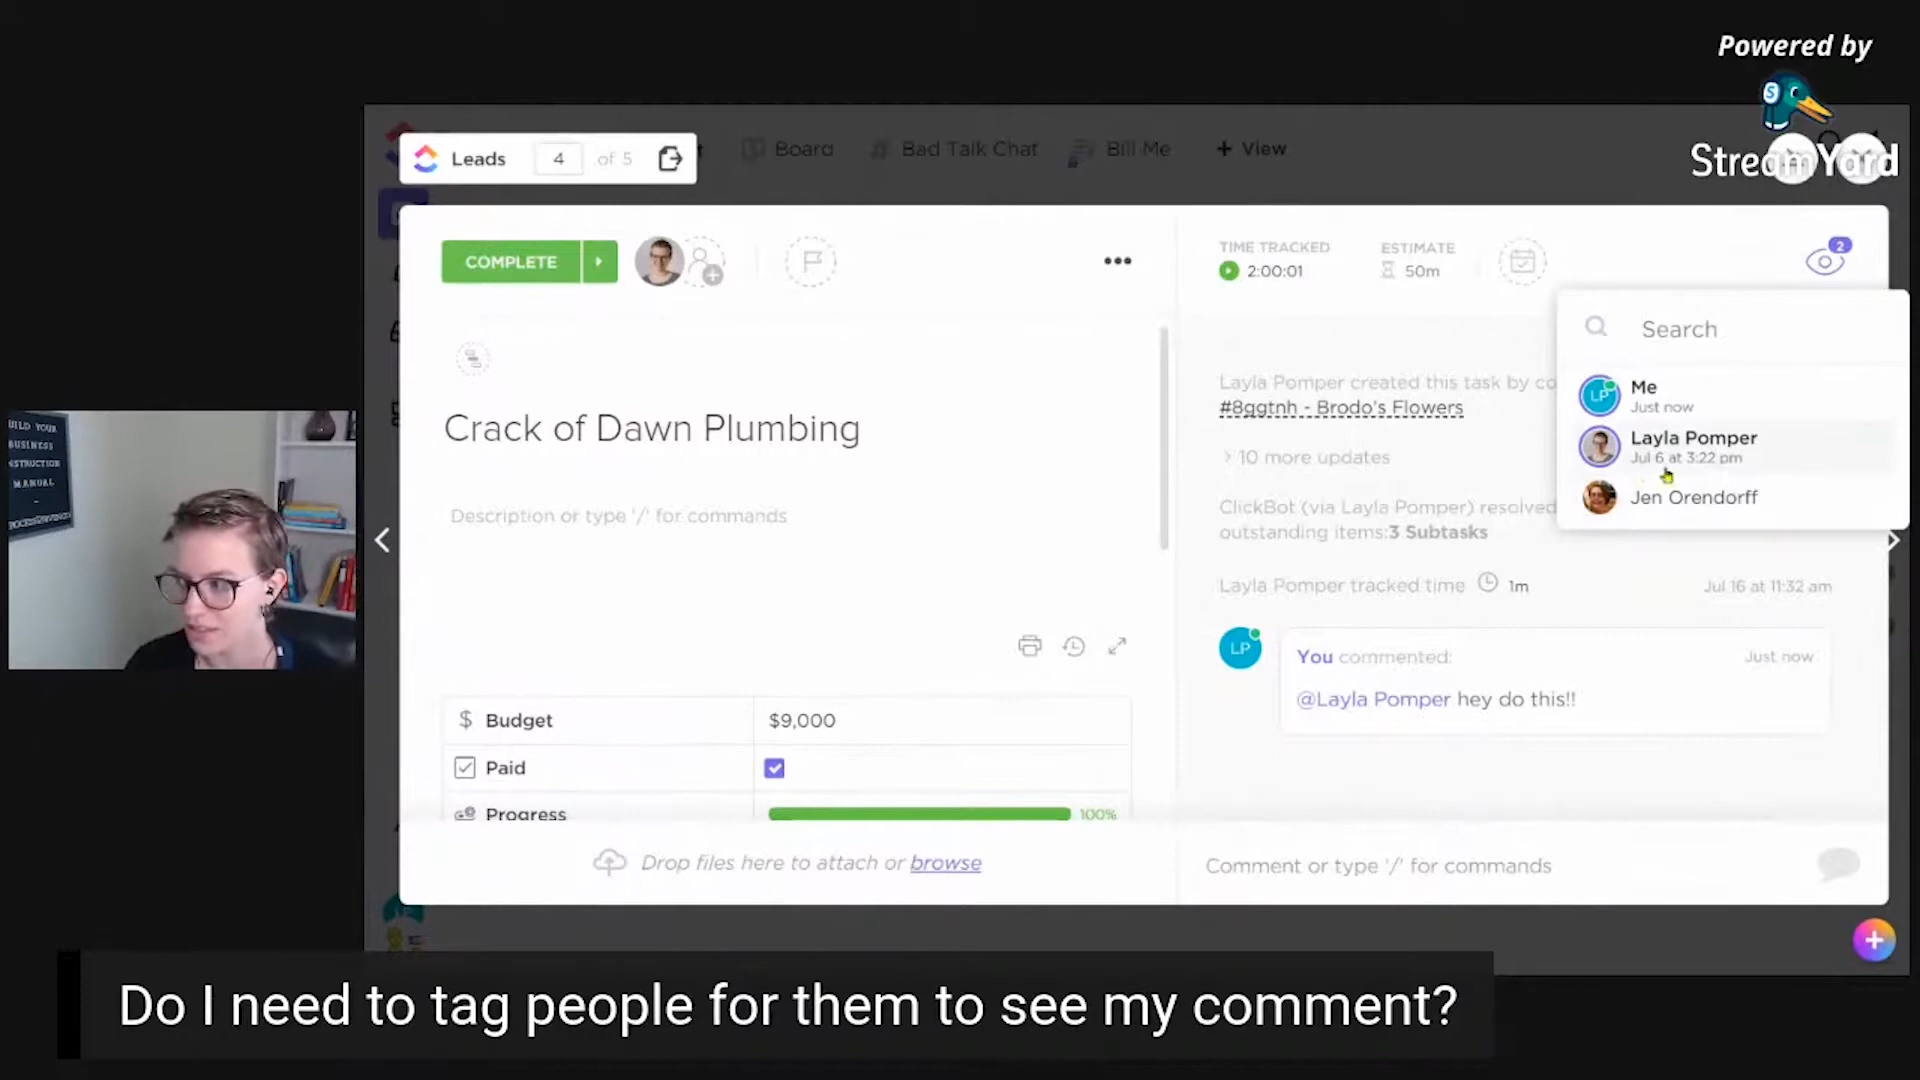 Powered by
StreamYard
Leads 4 of 5
Board
Bad Talk Chat
Bill Me
+ View
COMPLETE
TIME TRACKED
2:00:01
ESTIMATE
50m
2
Search
Me
Just now
Layla Pomper
Jul 6 at 3:22 pm
Jen Orendorff
Crack of Dawn Plumbing
Description or type '/' for commands
Layla Pomper created this task by co
#8ggtnh - Brodo's Flowers
10 more updates
ClickBot (via Layla Pomper) resolved
outstanding items:3 Subtasks
Layla Pomper tracked time 1m
Jul 16 at 11:32 am
LP
You commented:
Just now
@Layla Pomper hey do this!!
$ Budget
$9,000
Paid
Progress
100%
Drop files here to attach or browse
Comment or type '/' for commands
UILD YOUR
BUSINESS
NSTRUCTION
MANUAL
-
LP
Do I need to tag people for them to see my comment?